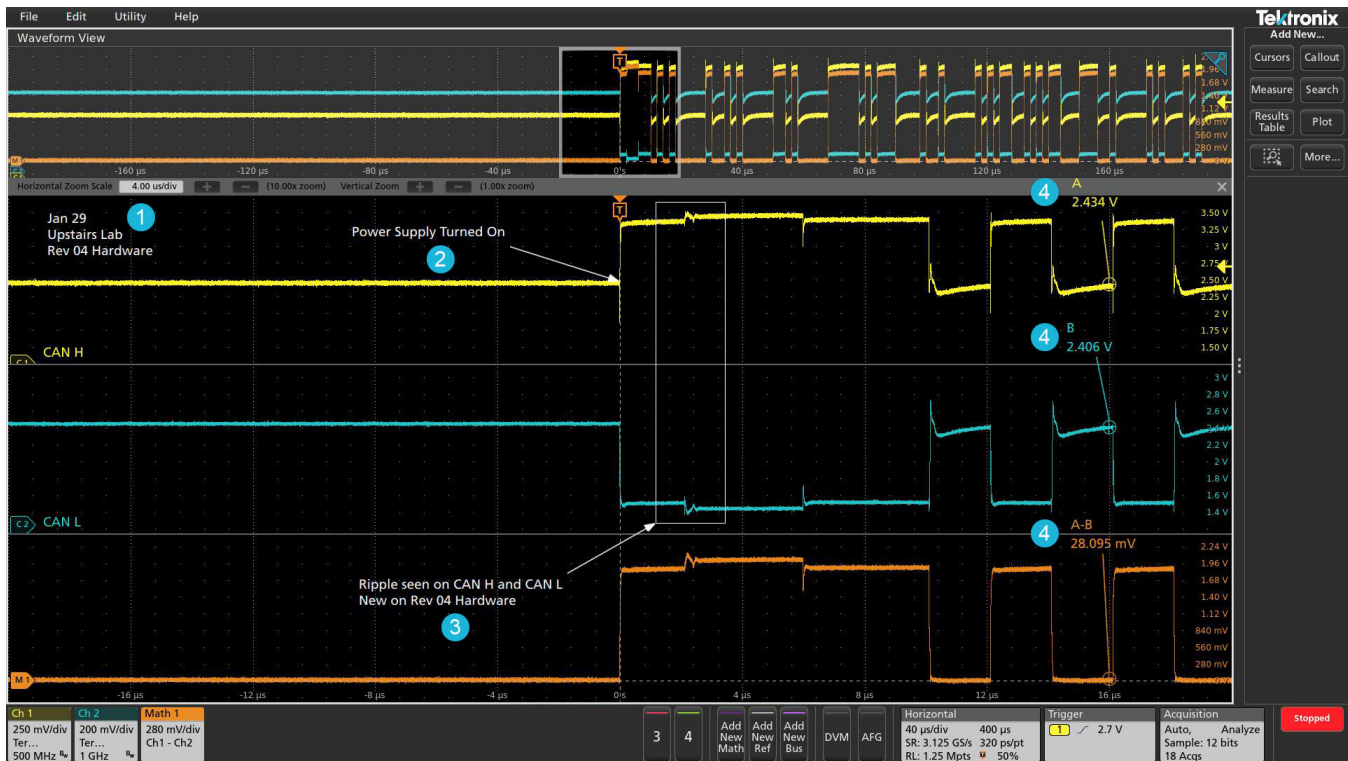 File Edit Utility Help
Tektronix
Waveform View
Add New...
Cursors Callout
Measure Search
Results Table Plot
More...
T
1.96
1.68 V
1.12 V
560 mV
280 mV
M
-160 µs -120 µs -80 µs -40 µs 0 s 40 µs 80 µs 120 µs 160 µs
Horizontal Zoom Scale 4.00 us/div + − (10.00x zoom) Vertical Zoom + − (1.00x zoom)
Jan 29
Upstairs Lab
Rev 04 Hardware
1
Power Supply Turned On
2
T
4
A
2.434 V
3.50 V
3.25 V
3 V
2.50 V
2.25 V
2 V
1.75 V
1.50 V
CAN H
4
B
2.406 V
3 V
2.8 V
2.6 V
2.2 V
2 V
1.8 V
1.6 V
1.4 V
C2 CAN L
4
A-B
28.095 mV
2.24 V
1.96 V
1.68 V
1.40 V
1.12 V
840 mV
560 mV
280 mV
Ripple seen on CAN H and CAN L
New on Rev 04 Hardware
3
M 1
-16 µs -12 µs -8 µs -4 µs 0 s 4 µs 8 µs 12 µs 16 µs
Ch 1
250 mV/div
Ter...
500 MHz Bw
Ch 2
200 mV/div
Ter...
1 GHz Bw
Math 1
280 mV/div
Ch1 - Ch2
3
4
Add New Math
Add New Ref
Add New Bus
DVM
AFG
Horizontal
40 µs/div 400 µs
SR: 3.125 GS/s 320 ps/pt
RL: 1.25 Mpts 50%
Trigger
1 2.7 V
Acquisition
Auto, Analyze
Sample: 12 bits
18 Acqs
Stopped